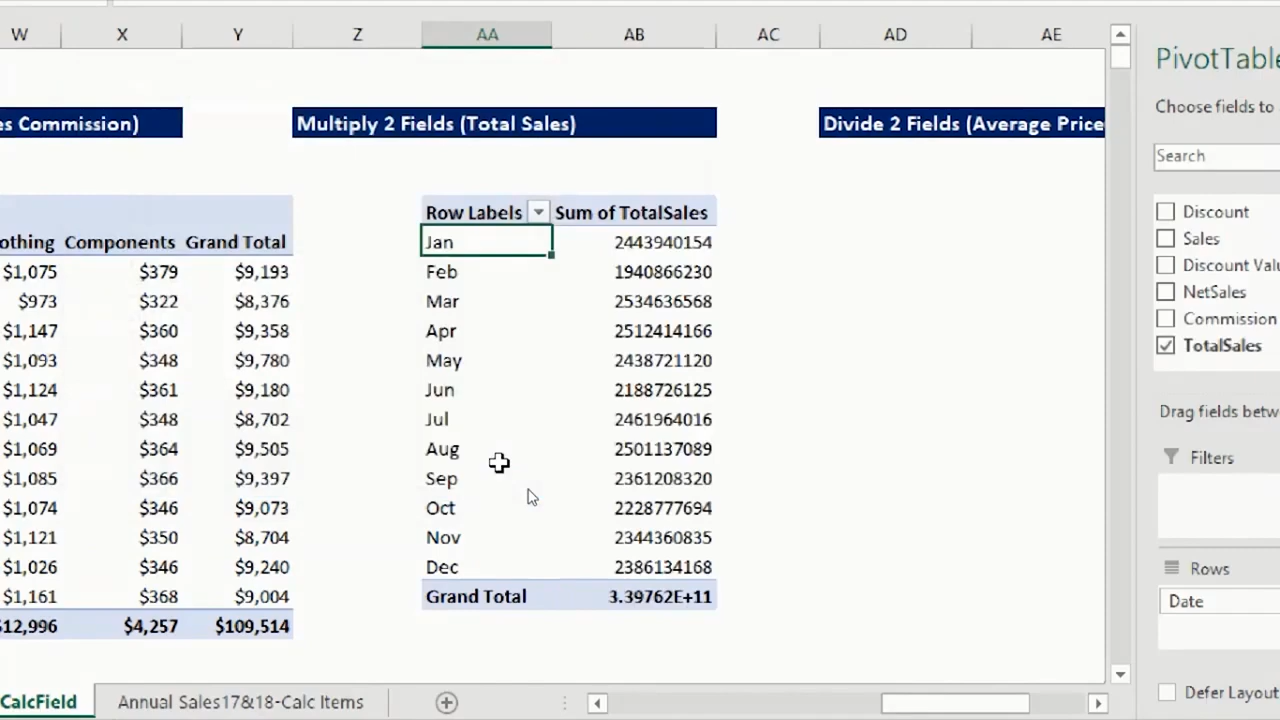 W X Y Z AA AB AC AD AE
es Commission) Multiply 2 Fields (Total Sales) Divide 2 Fields (Average Price
othing Components Grand Total
$1,075 $379 $9,193
$973 $322 $8,376
$1,147 $360 $9,358
$1,093 $348 $9,780
$1,124 $361 $9,180
$1,047 $348 $8,702
$1,069 $364 $9,505
$1,085 $366 $9,397
$1,074 $346 $9,073
$1,121 $350 $8,704
$1,026 $346 $9,240
$1,161 $368 $9,004
$12,996 $4,257 $109,514
Row Labels Sum of TotalSales
Jan 2443940154
Feb 1940866230
Mar 2534636568
Apr 2512414166
May 2438721120
Jun 2188726125
Jul 2461964016
Aug 2501137089
Sep 2361208320
Oct 2228777694
Nov 2344360835
Dec 2386134168
Grand Total 3.39762E+11
PivotTable
Choose fields to
Search
Discount
Sales
Discount Valu
NetSales
Commission
TotalSales
Drag fields betwe
Filters
Rows
Date
Defer Layout
CalcField Annual Sales17&18-Calc Items